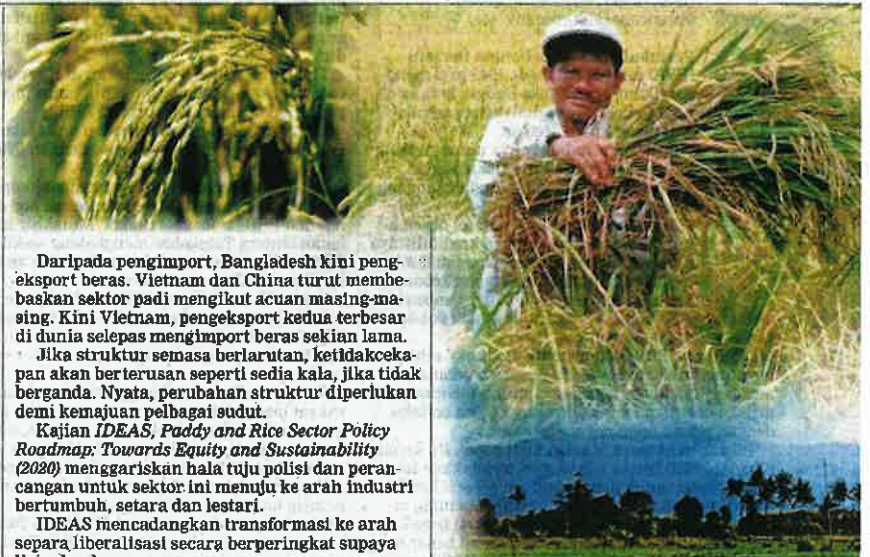 Daripada pengimport, Bangladesh kini peng-
eksport beras. Vietnam dan China turut membe-
baskan sektor padi mengikut acuan masing-ma-
sing. Kini Vietnam, pengeksport kedua terbesar
di dunia selepas mengimport beras sekian lama.
Jika struktur semasa berlarutan, ketidakceka-
pan akan berterusan seperti sedia kala, jika tidak
berganda. Nyata, perubahan struktur diperlukan
demi kemajuan pelbagai sudut.
Kajian IDEAS, Paddy and Rice Sector Policy
Roadmap: Towards Equity and Sustainability
(2020) menggariskan hala tuju polisi dan peran-
cangan untuk sektor ini menuju ke arah industri
bertumbuh, setara dan lestari.
IDEAS mencadangkan transformasi ke arah
separa liberalisasi secara berperingkat supaya